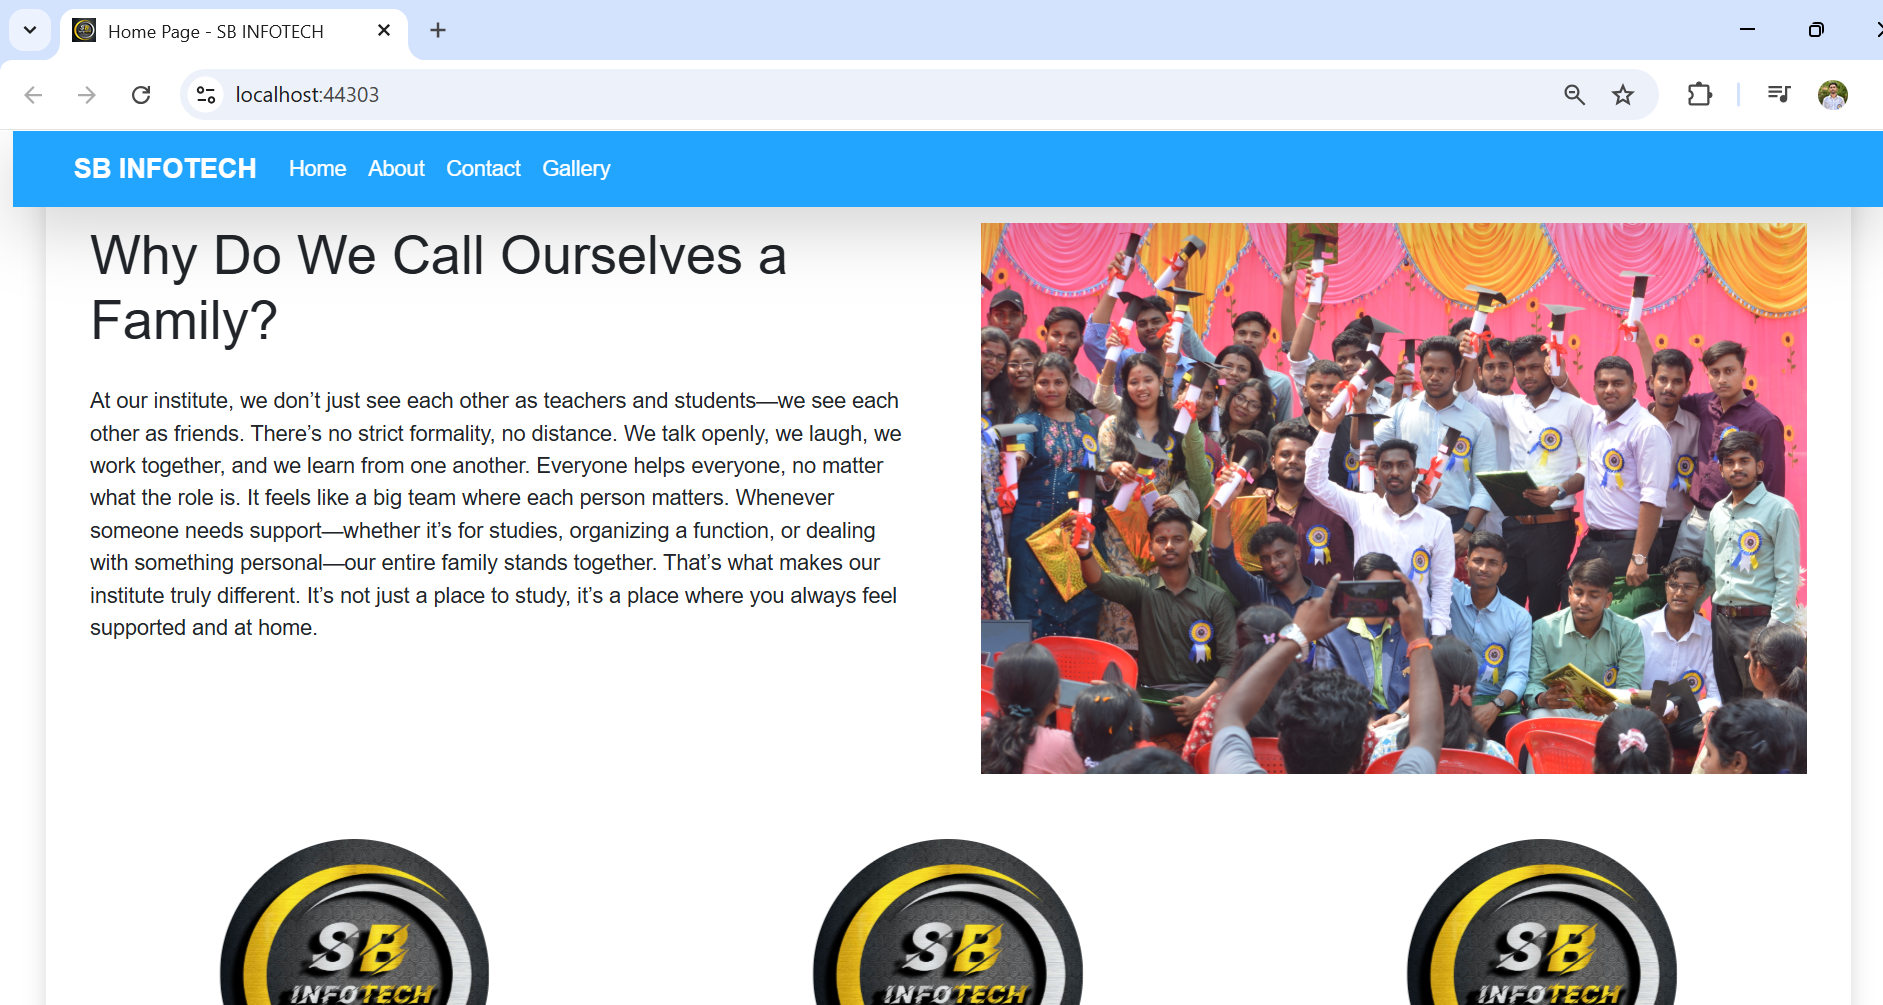 Home Page - SB INFOTECH
localhost:44303
SB INFOTECH Home About Contact Gallery
Why Do We Call Ourselves a
Family?
At our institute, we don’t just see each other as teachers and students—we see each
other as friends. There’s no strict formality, no distance. We talk openly, we laugh, we
work together, and we learn from one another. Everyone helps everyone, no matter
what the role is. It feels like a big team where each person matters. Whenever
someone needs support—whether it’s for studies, organizing a function, or dealing
with something personal—our entire family stands together. That’s what makes our
institute truly different. It’s not just a place to study, it’s a place where you always feel
supported and at home.
SB SB SB
INFOTECH INFOTECH INFOTECH